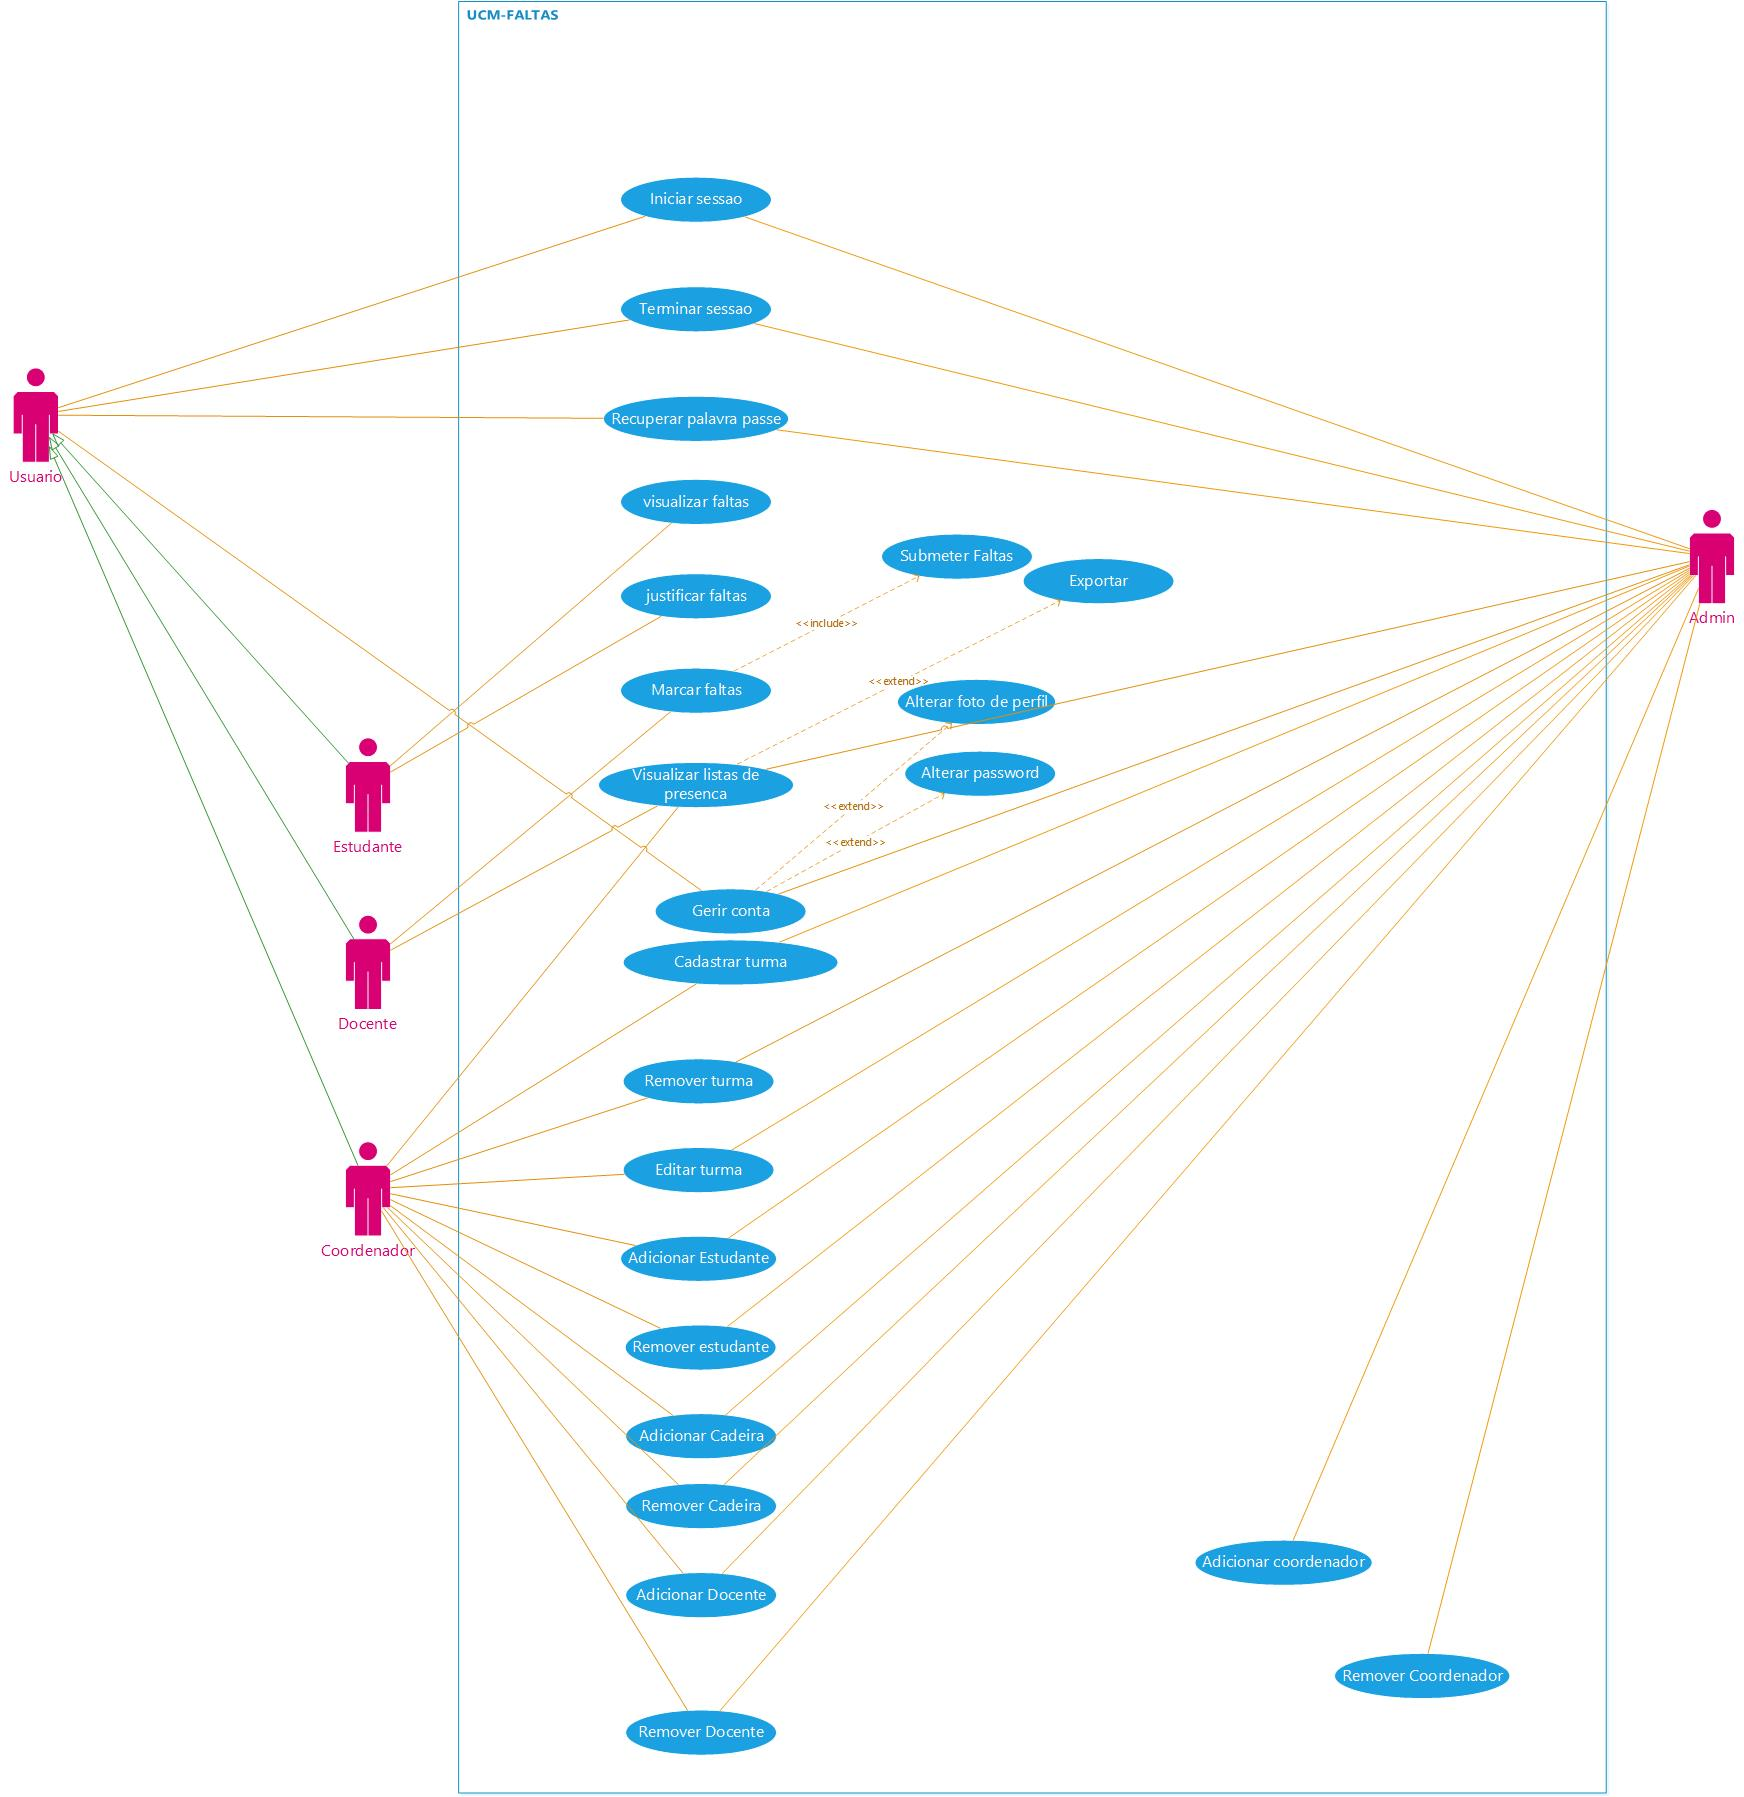 UCM-FALTAS
Iniciar sessao
Terminar sessao
Recuperar palavra passe
Usuario
visualizar faltas
Submeter Faltas
Exportar
justificar faltas
Admin
<<include>>
<<extend>>
Marcar faltas
Alterar foto de perfil
Visualizar listas de
presenca
Alterar password
<<extend>>
<<extend>>
Estudante
Gerir conta
Cadastrar turma
Docente
Remover turma
Editar turma
Coordenador
Adicionar Estudante
Remover estudante
Adicionar Cadeira
Remover Cadeira
Adicionar coordenador
Adicionar Docente
Remover Coordenador
Remover Docente